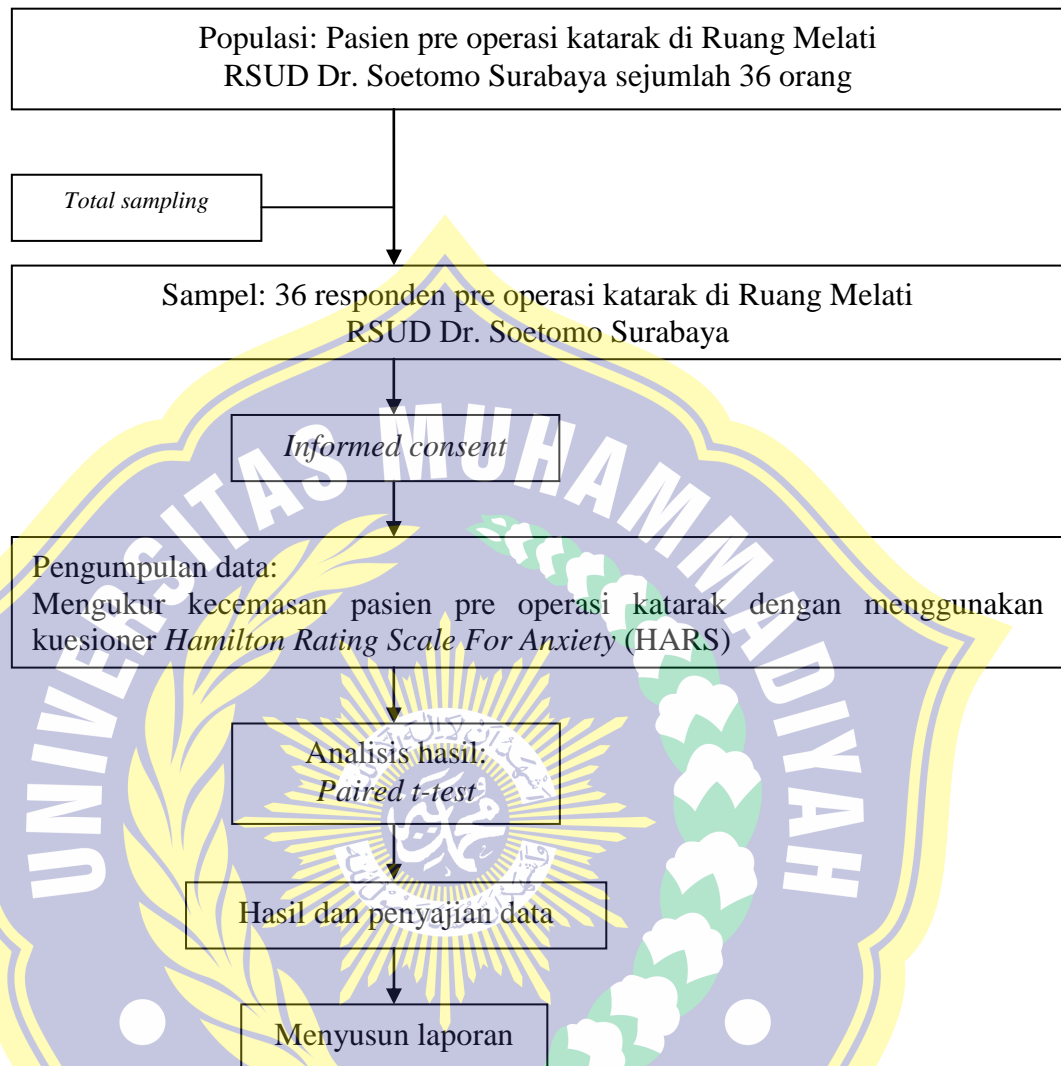 Populasi: Pasien pre operasi katarak di Ruang Melati
RSUD Dr. Soetomo Surabaya sejumlah 36 orang
Total sampling
Sampel: 36 responden pre operasi katarak di Ruang Melati
RSUD Dr. Soetomo Surabaya
Informed consent
Pengumpulan data:
Mengukur kecemasan pasien pre operasi katarak dengan menggunakan
kuesioner Hamilton Rating Scale For Anxiety (HARS)
Analisis hasil:
Paired t-test
Hasil dan penyajian data
Menyusun laporan
UNIVERSITAS MUHAMMADIYAH